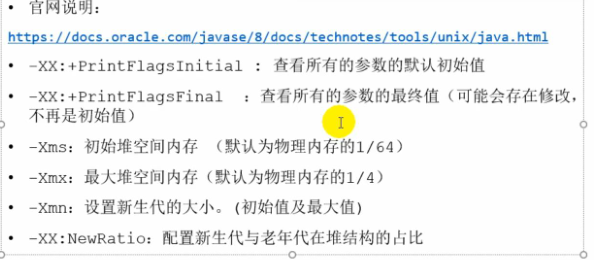 • 官网说明:
https://docs.oracle.com/javase/8/docs/technotes/tools/unix/java.html
• -XX:+PrintFlagsInitial : 查看所有的参数的默认初始值
• -XX:+PrintFlagsFinal :查看所有的参数的最终值(可能会存在修改,
不再是初始值)
• -Xms: 初始堆空间内存 (默认为物理内存的1/64)
• -Xmx: 最大堆空间内存(默认为物理内存的1/4)
• -Xmn: 设置新生代的大小。(初始值及最大值)
• -XX:NewRatio: 配置新生代与老年代在堆结构的占比